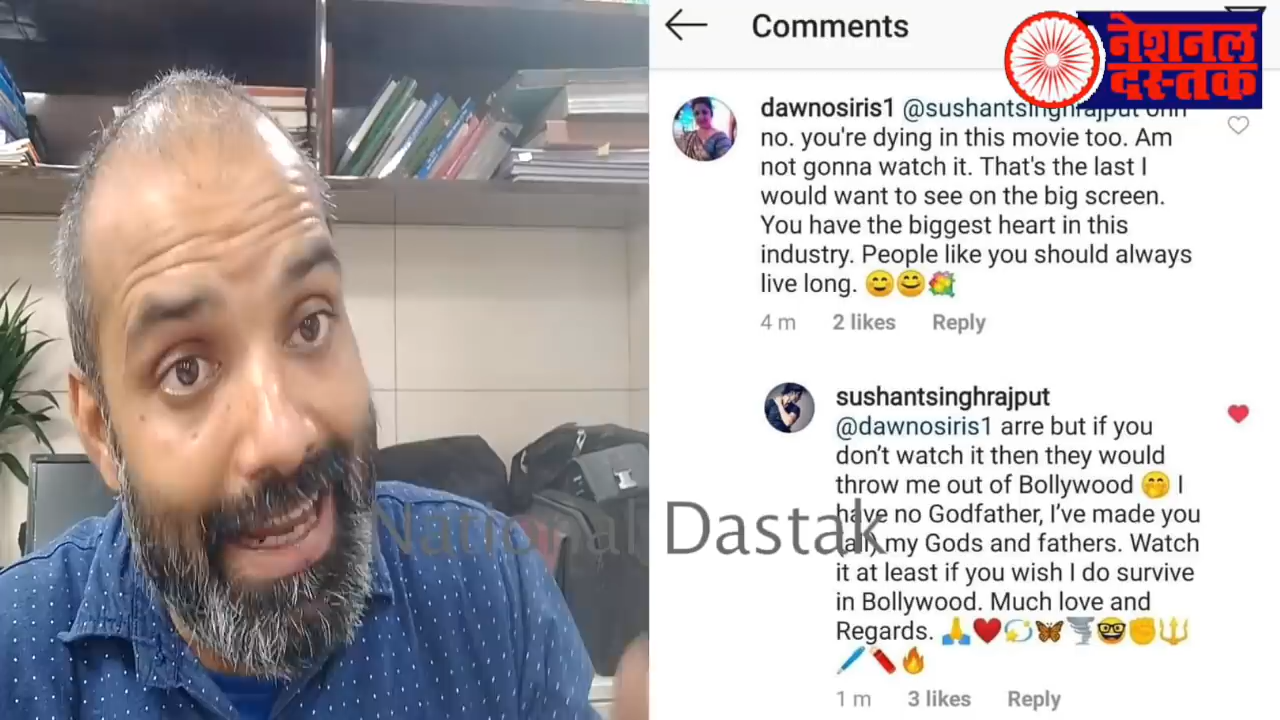 Comments
नेशनल
दस्तक
dawnosiris1 @sushantsinghrajput Ohh
no. you're dying in this movie too. Am
not gonna watch it. That's the last I
would want to see on the big screen.
You have the biggest heart in this
industry. People like you should always
live long. 😊😊💐
4 m 2 likes Reply
sushantsinghrajput
@dawnosiris1 arre but if you
don’t watch it then they would
throw me out of Bollywood 🤭 I
have no Godfather, I’ve made you
my Gods and fathers. Watch
it at least if you wish I do survive
in Bollywood. Much love and
Regards. 🙏❤️💫🦋🌪️🤓✊🔱
🖊️🧨🔥
1 m 3 likes Reply
National Dastak